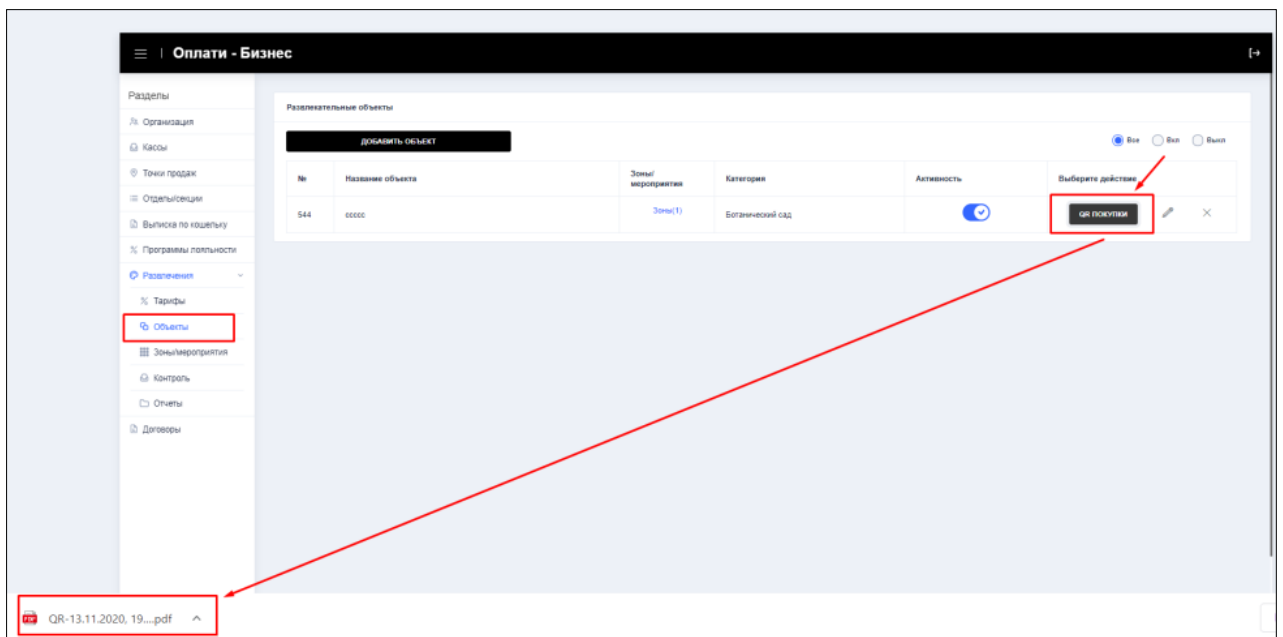 Оплати - Бизнес
Разделы
Организация
Кассы
Точки продаж
Отделы/секции
Выписка по кошельку
Программы лояльности
Развлечения
Тарифы
Объекты
Зоны/мероприятия
Контроль
Отчеты
Договоры
Развлекательные объекты
ДОБАВИТЬ ОБЪЕКТ
Все Вкл Выкл
№ Название объекта Зоны/ мероприятия Категория Активность Выберите действие
544 ccccc Зоны(1) Ботанический сад QR ПОКУПКИ
QR-13.11.2020, 19....pdf